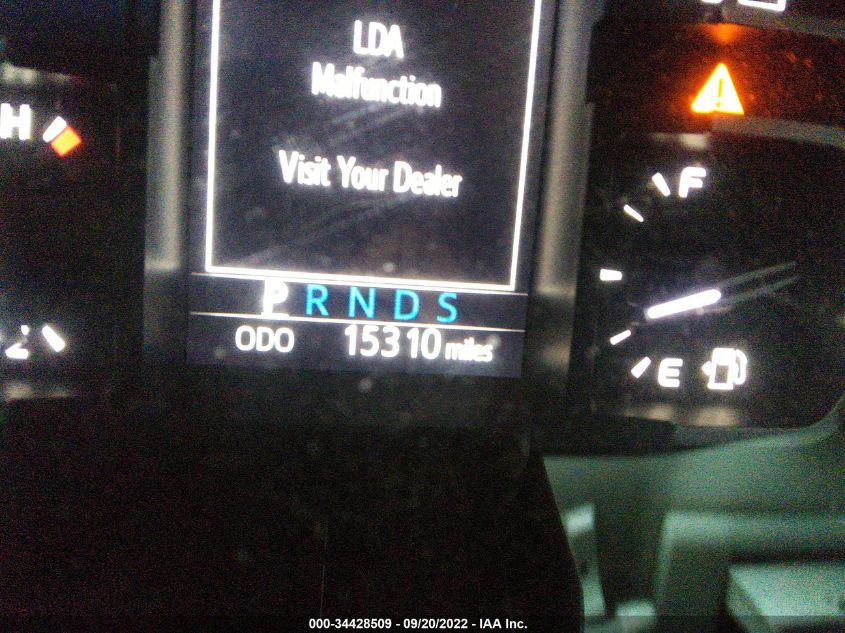 LDA
Malfunction
Visit Your Dealer
H
F
P R N D S
ODO 15310 miles
E
000-34428509 - 09/20/2022 - IAA Inc.